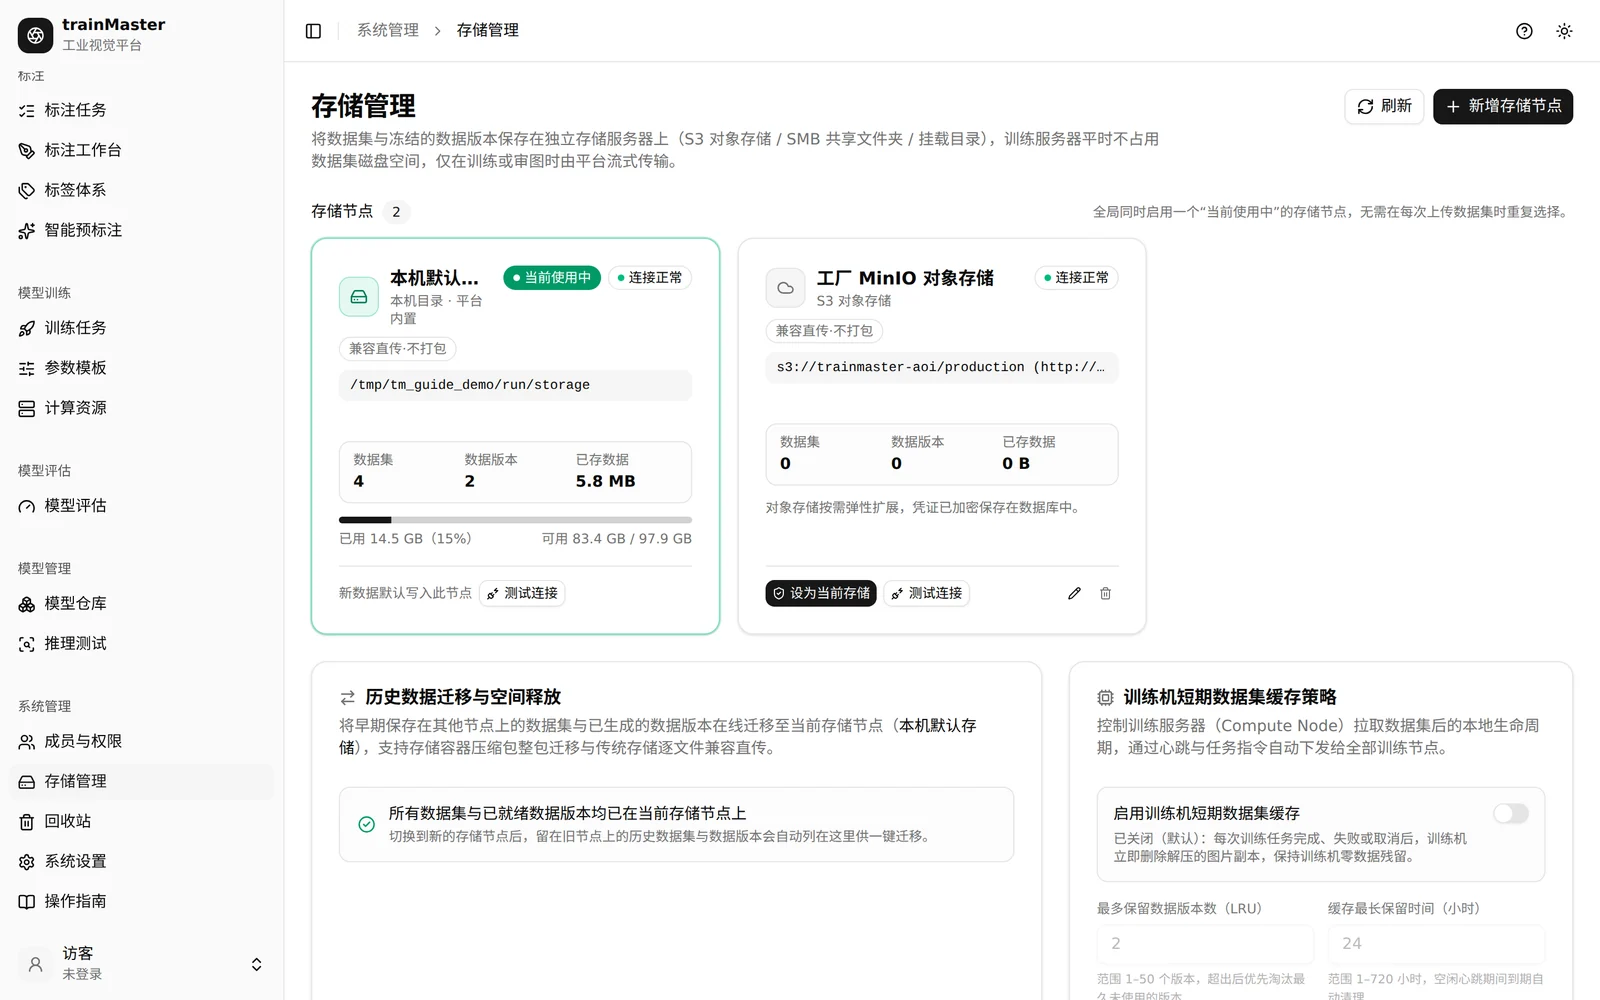 trainMaster
工业视觉平台
标注
标注任务
标注工作台
标签体系
智能预标注
模型训练
训练任务
参数模板
计算资源
模型评估
模型评估
模型管理
模型仓库
推理测试
系统管理
成员与权限
存储管理
回收站
系统设置
操作指南
访客
未登录
系统管理 > 存储管理
存储管理
刷新
新增存储节点
将数据集与冻结的数据版本保存在独立存储服务器上（S3 对象存储 / SMB 共享文件夹 / 挂载目录），训练服务器平时不占用
数据集磁盘空间，仅在训练或审图时由平台流式传输。
存储节点 2
全局同时启用一个“当前使用中”的存储节点，无需在每次上传数据集时重复选择。
本机默认...
当前使用中
连接正常
本机目录 · 平台
内置
兼容直传·不打包
/tmp/tm_guide_demo/run/storage
数据集 数据版本 已存数据
4 2 5.8 MB
已用 14.5 GB（15%） 可用 83.4 GB / 97.9 GB
新数据默认写入此节点 测试连接
工厂 MinIO 对象存储
连接正常
S3 对象存储
兼容直传·不打包
s3://trainmaster-aoi/production (http://…
数据集 数据版本 已存数据
0 0 0 B
对象存储按需弹性扩展，凭证已加密保存在数据库中。
设为当前存储 测试连接
历史数据迁移与空间释放
将早期保存在其他节点上的数据集与已生成的数据版本在线迁移至当前存储节点（本机默认存
储），支持存储容器压缩包整包迁移与传统存储逐文件兼容直传。
所有数据集与已就绪数据版本均已在当前存储节点上
切换到新的存储节点后，留在旧节点上的历史数据集与数据版本会自动列在这里供一键迁移。
训练机短期数据集缓存策略
控制训练服务器（Compute Node）拉取数据集后的本地生命周
期，通过心跳与任务指令自动下发给全部训练节点。
启用训练机短期数据集缓存
已关闭（默认）：每次训练任务完成、失败或取消后，训练机
立即删除解压的图片副本，保持训练机零数据残留。
最多保留数据版本数（LRU） 缓存最长保留时间（小时）
2 24
范围 1–50 个版本，超出后优先淘汰最
久未使用的版本
范围 1–720 小时，空闲心跳期间到期自
动清理